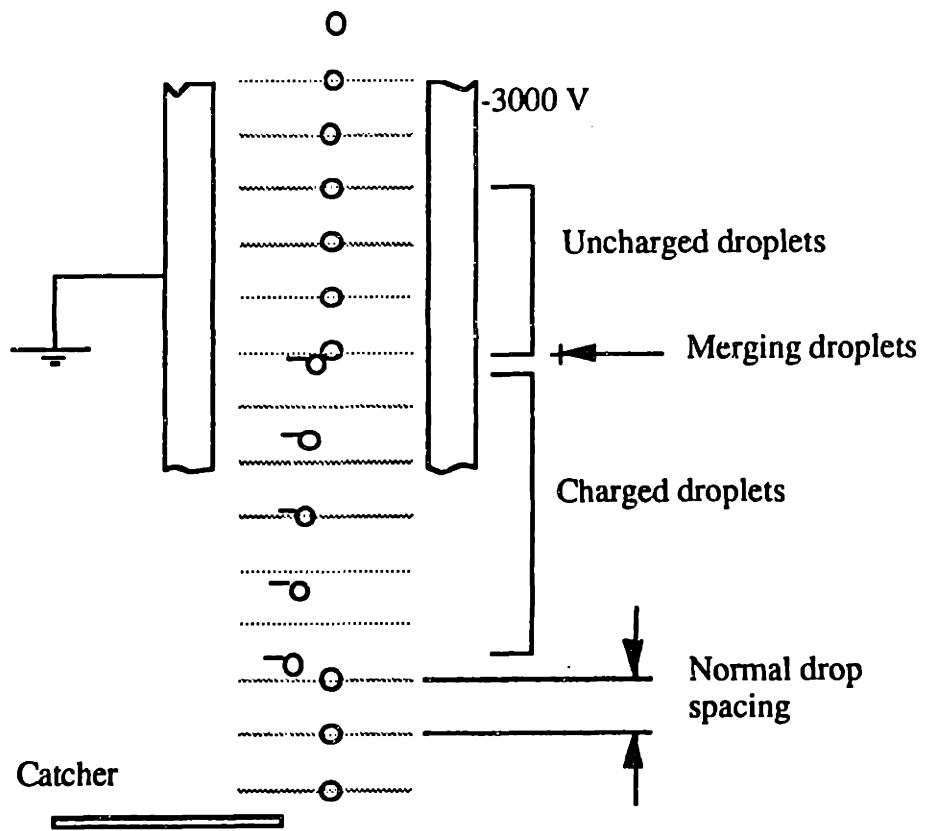 -3000 V
Uncharged droplets
Merging droplets
Charged droplets
Normal drop
spacing
Catcher